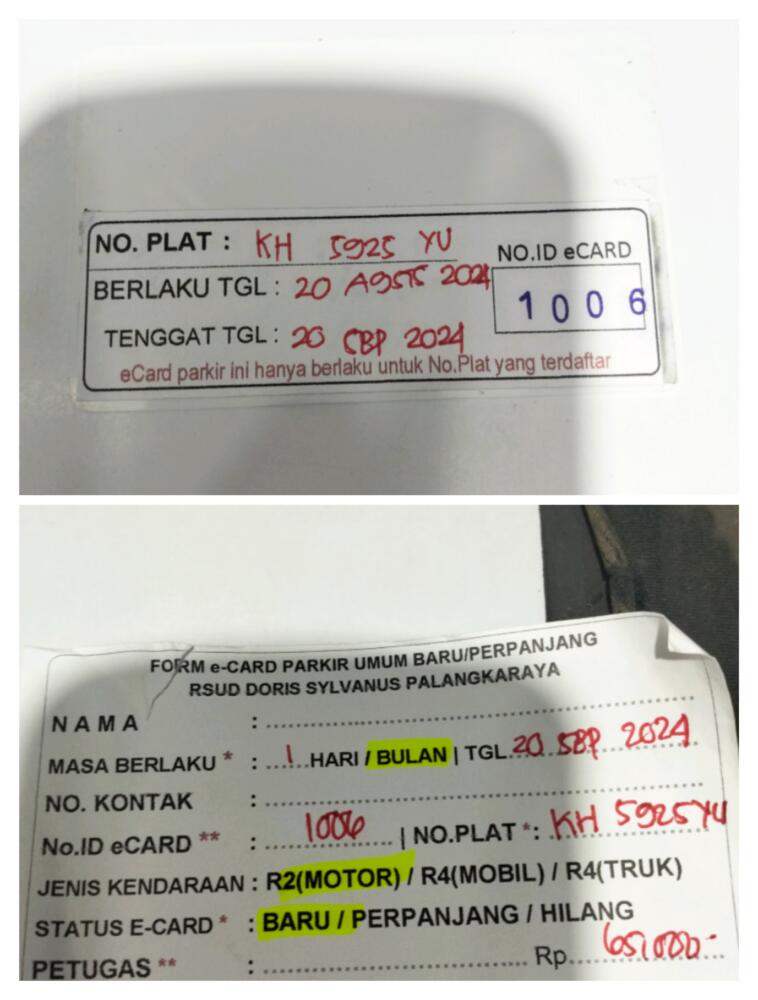 NO. PLAT : KH 5925 YU
NO.ID eCARD
BERLAKU TGL : 20 AGSTS 2024
1006
TENGGAT TGL : 20 SEP 2024
eCard parkir ini hanya berlaku untuk No.Plat yang terdaftar
FORM e-CARD PARKIR UMUM BARU/PERPANJANG
RSUD DORIS SYLVANUS PALANGKARAYA
NAMA : ..........
MASA BERLAKU * : 1 HARI / BULAN | TGL. 20 SEP 2024
NO. KONTAK : ..........
No.ID eCARD ** : 1006 | NO.PLAT *: KH 5925 YU
JENIS KENDARAAN : R2(MOTOR) / R4(MOBIL) / R4(TRUK)
STATUS E-CARD * : BARU / PERPANJANG / HILANG
PETUGAS ** : .......... Rp. 65,000-